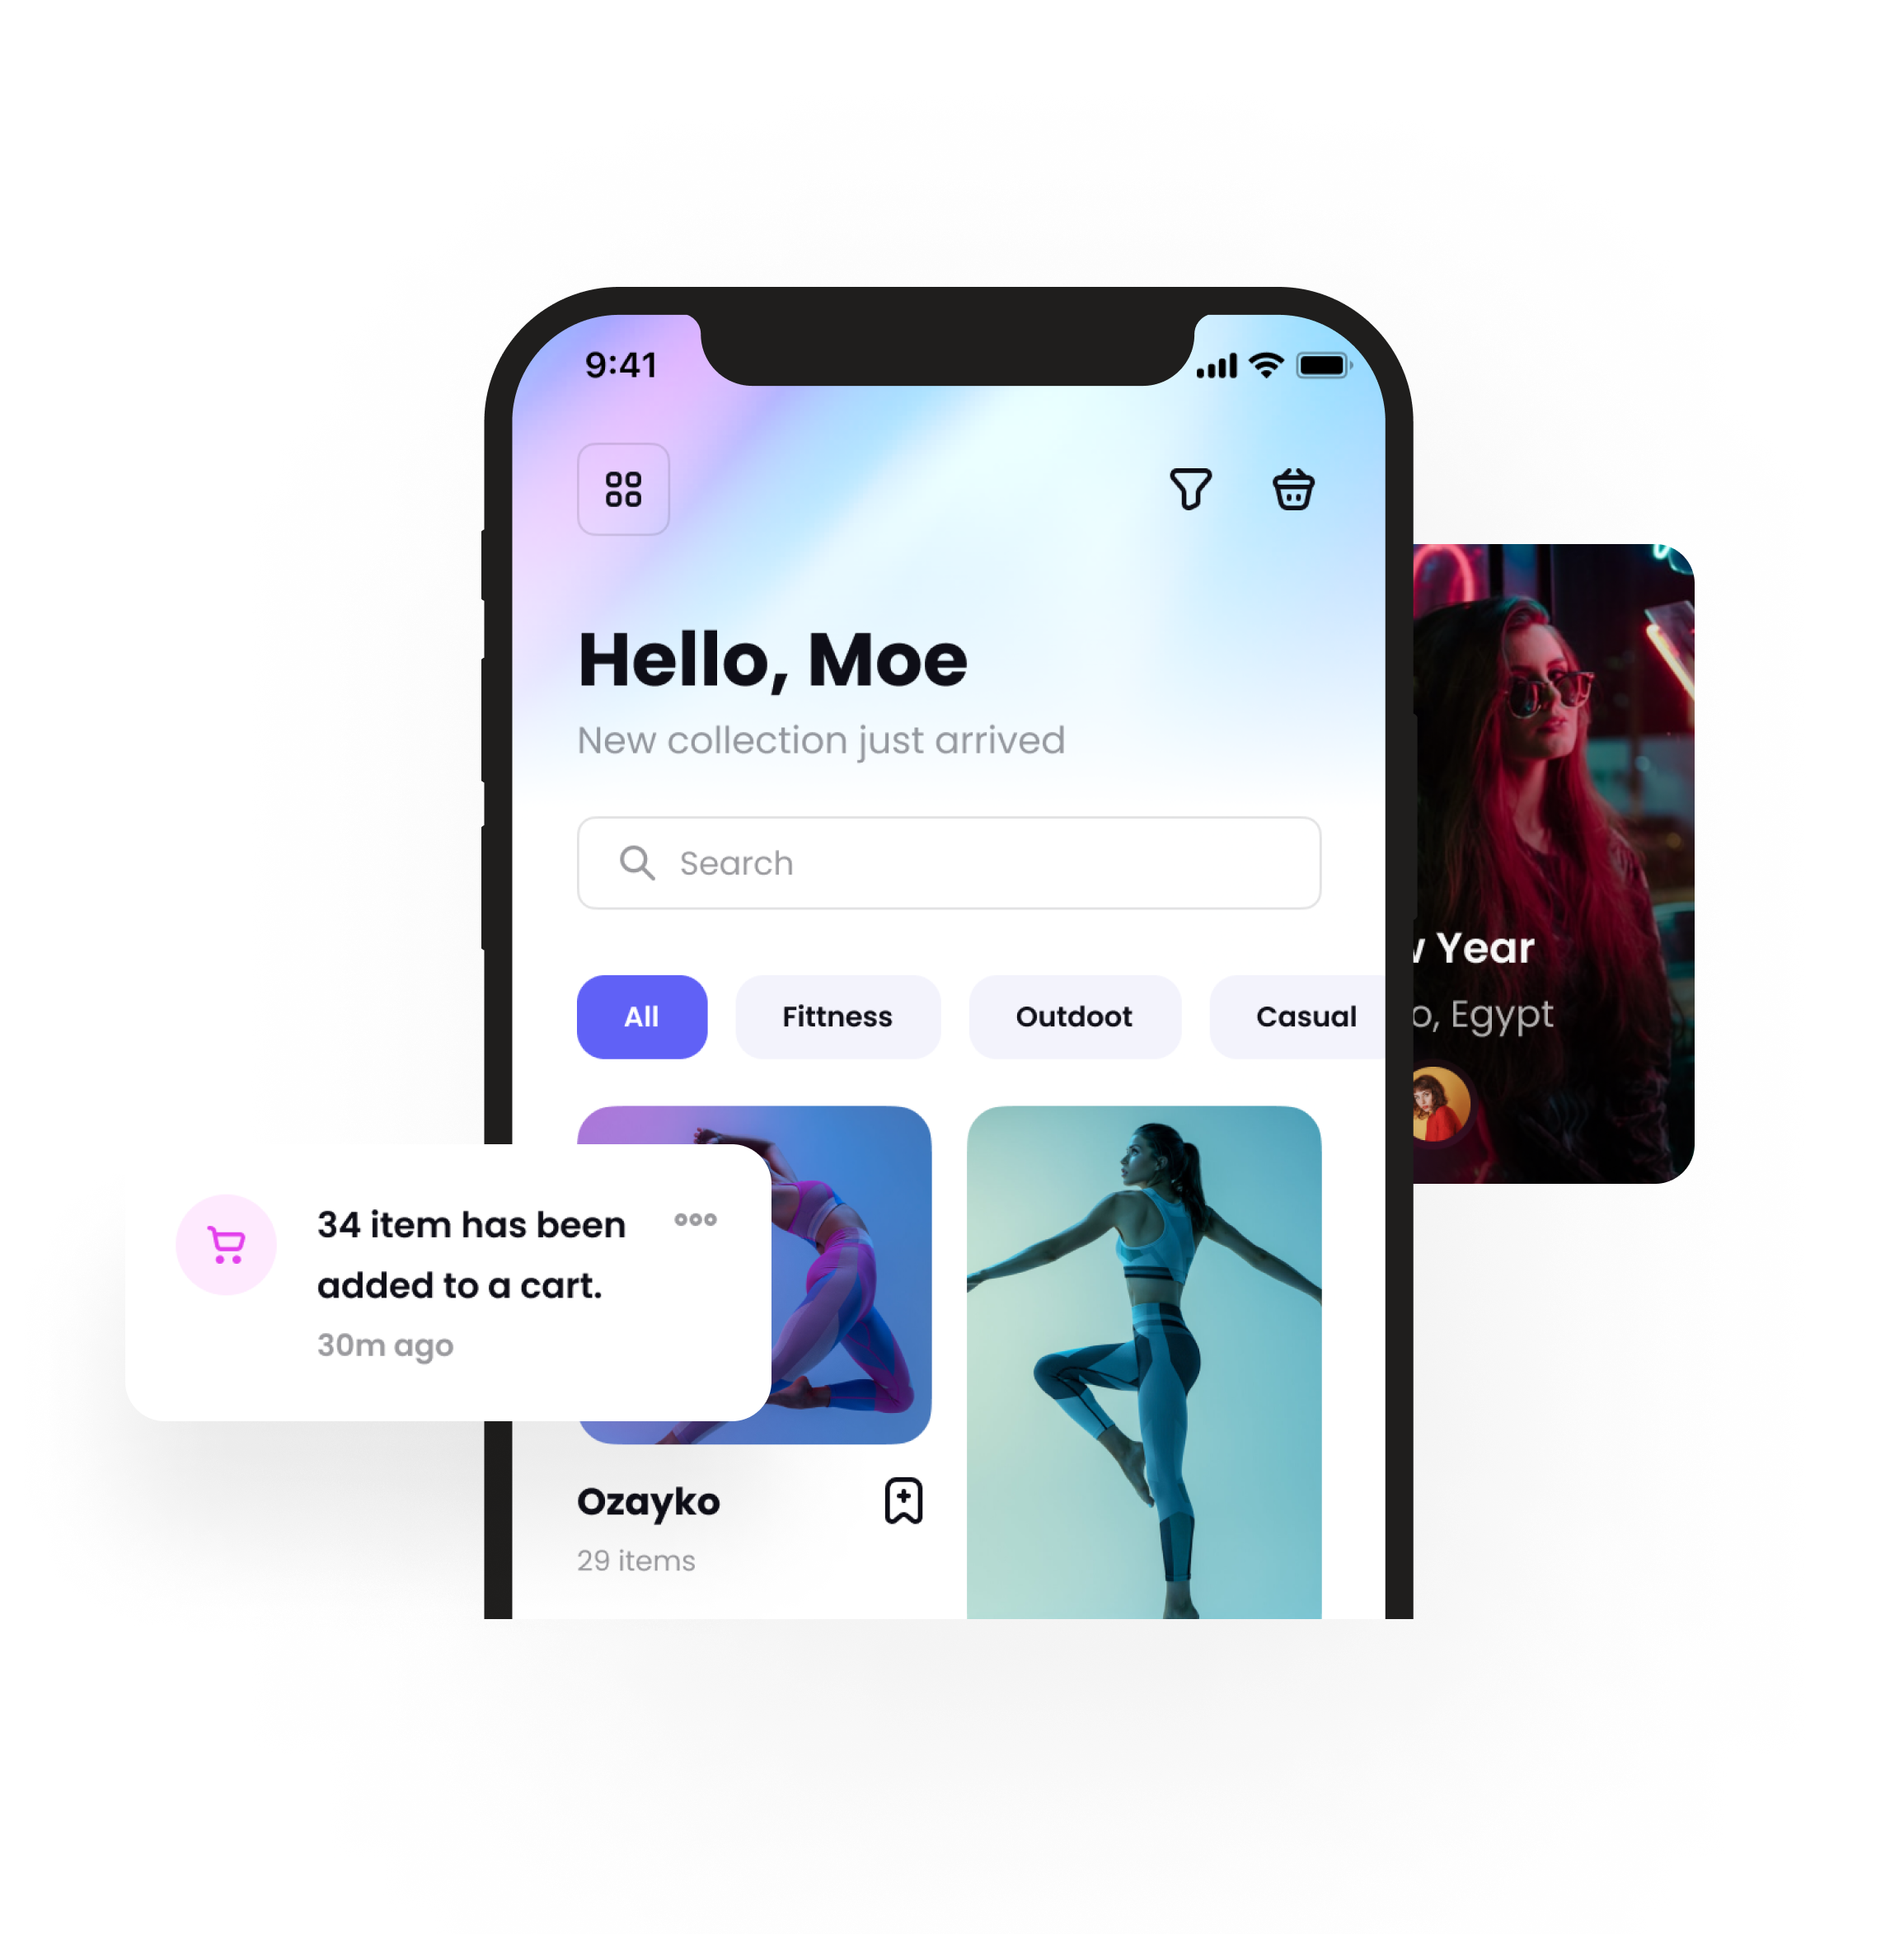 9:41
Hello, Moe
New collection just arrived
Search
All
Fittness
Outdoot
Casual
Year
Egypt
34 item has been
added to a cart.
30m ago
Ozayko
29 items